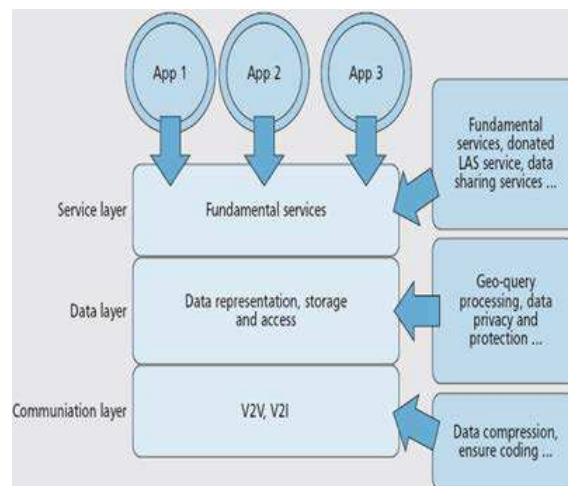 App 1
App 2
App 3
Fundamental
services, donated
LAS service, data
sharing services ...
Service layer
Fundamental services
Geo-query
processing, data
privacy and
protection ...
Data layer
Data representation, storage
and access
Communiation layer
V2V, V2I
Data compression,
ensure coding ...